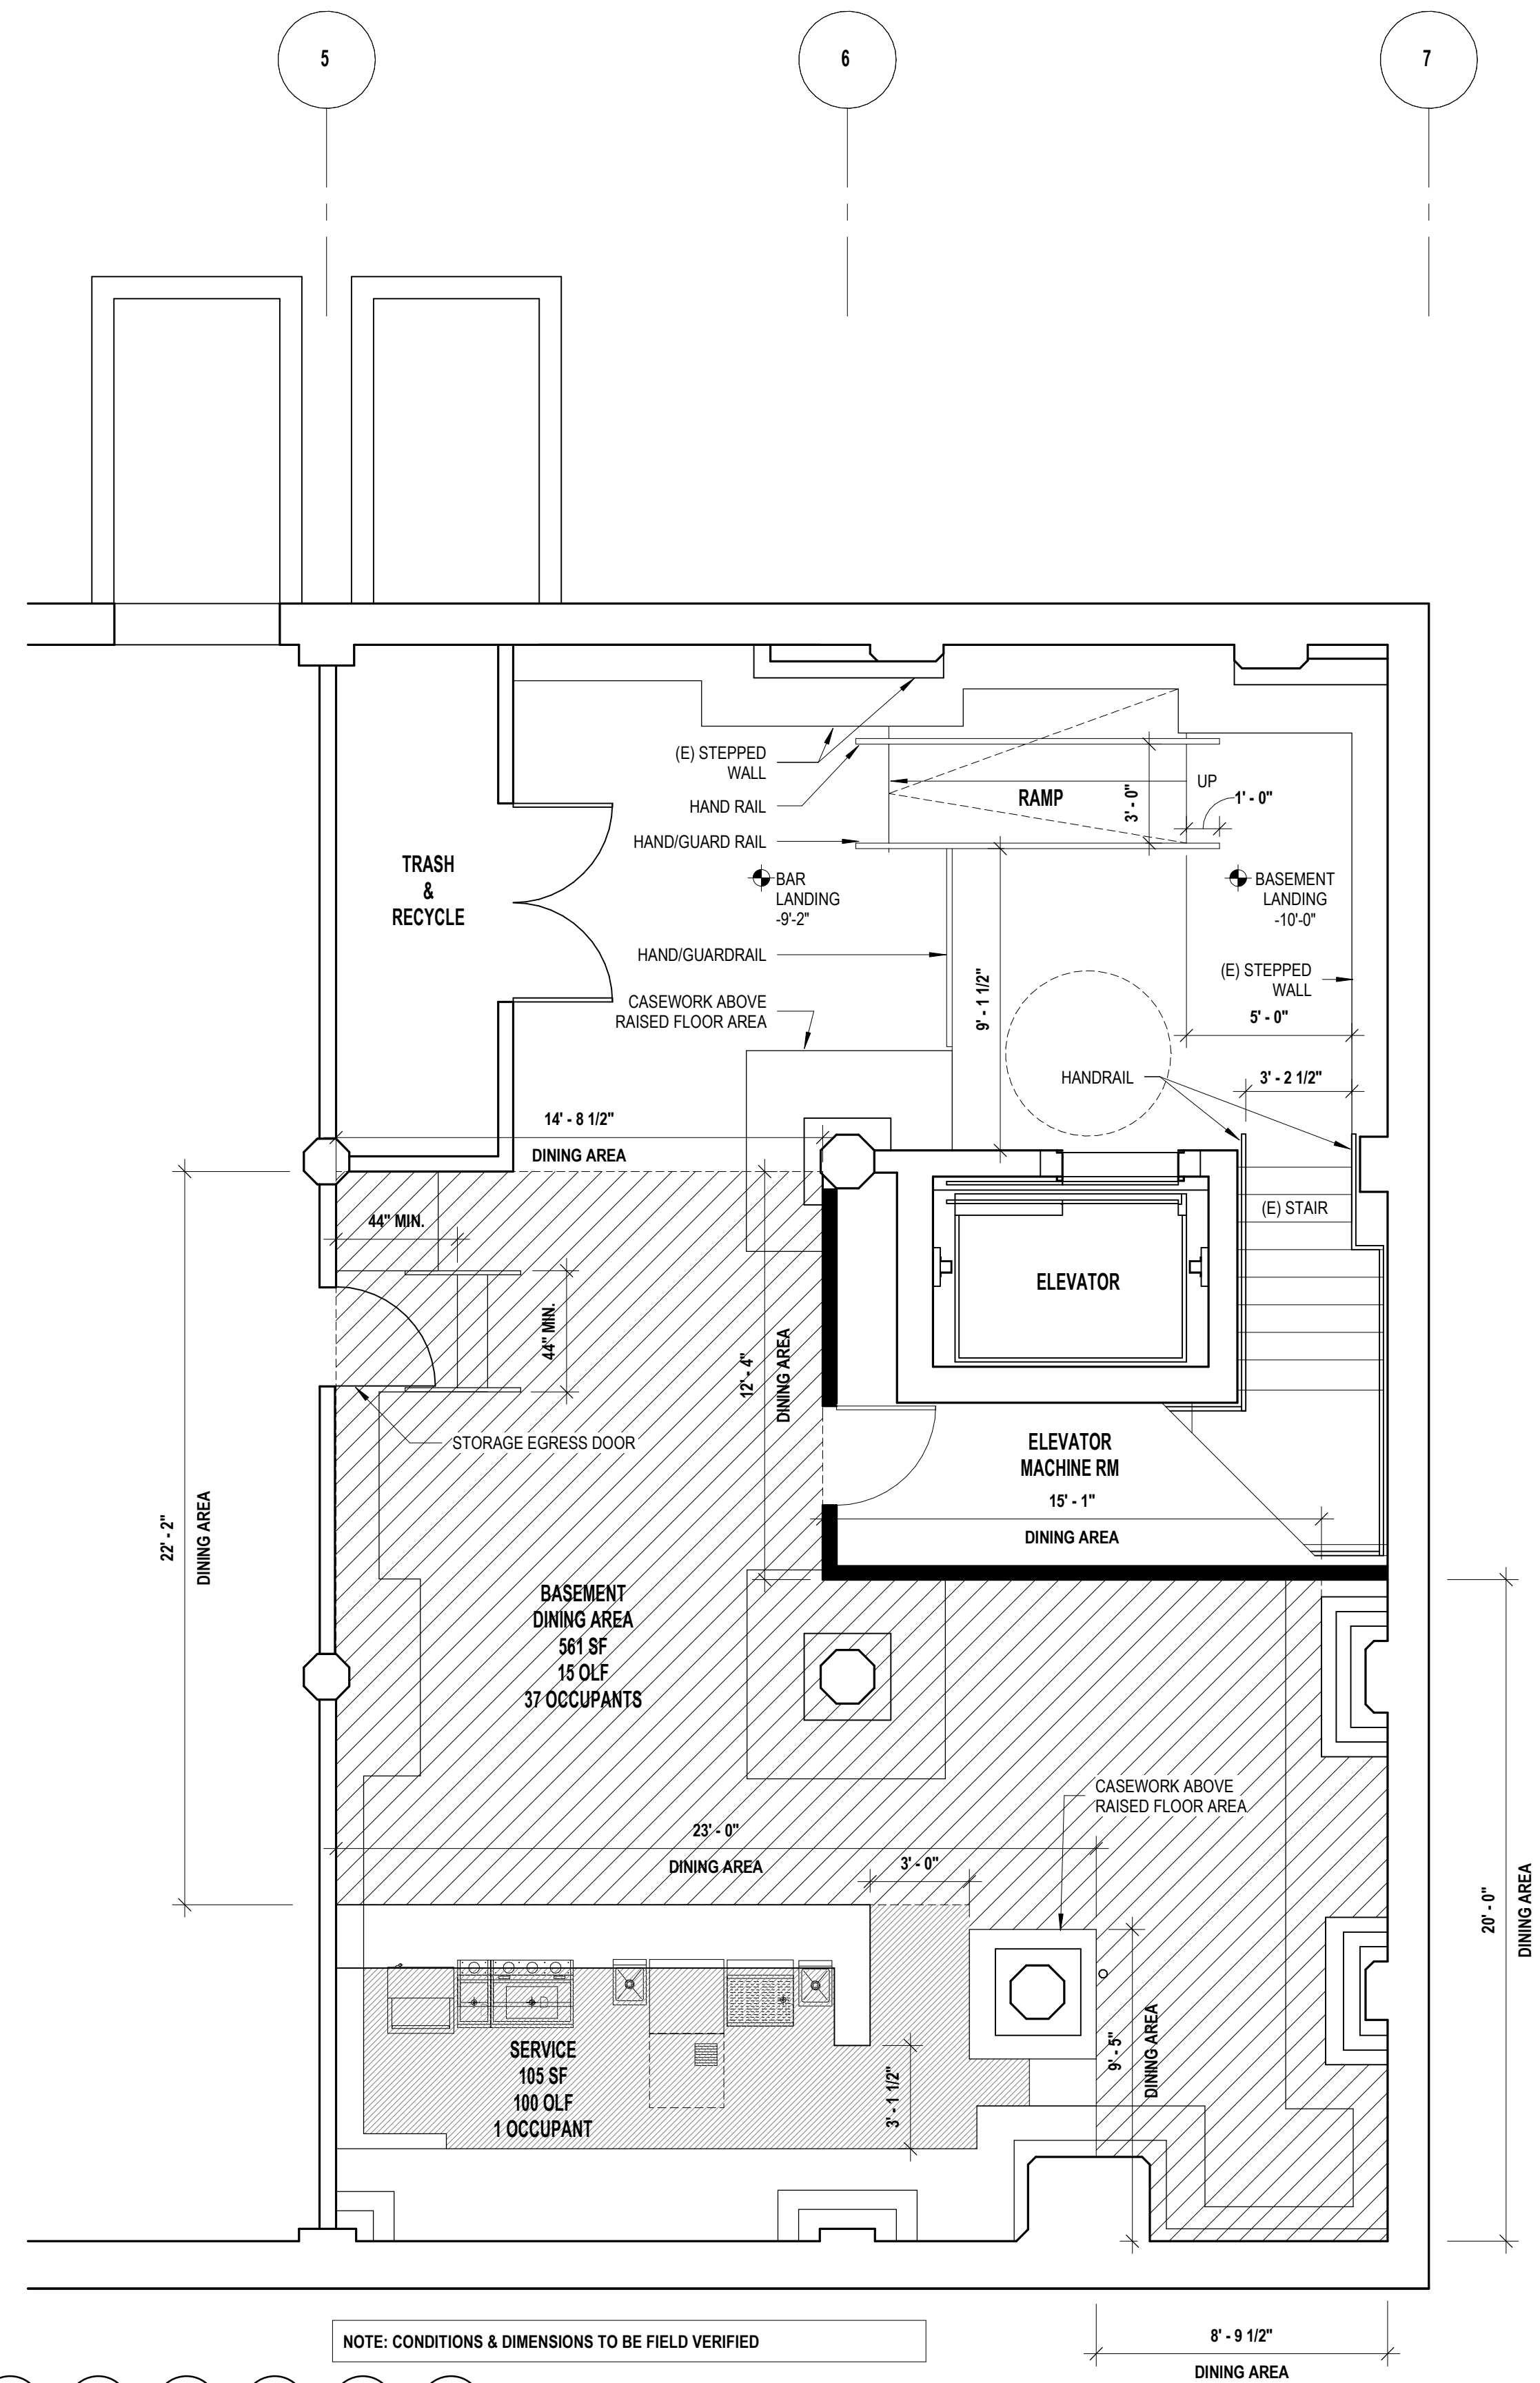 5
6
7
(E) STEPPED
WALL
HAND RAIL
HAND/GUARD RAIL
RAMP
3' - 0"
UP
1' - 0"
TRASH
&
RECYCLE
BAR
LANDING
-9'-2"
BASEMENT
LANDING
-10'-0"
HAND/GUARDRAIL
CASEWORK ABOVE
RAISED FLOOR AREA
9' - 1 1/2"
(E) STEPPED
WALL
5' - 0"
HANDRAIL
3' - 2 1/2"
14' - 8 1/2"
DINING AREA
44" MIN.
44" MIN.
(E) STAIR
ELEVATOR
12' - 4"
DINING AREA
STORAGE EGRESS DOOR
ELEVATOR
MACHINE RM
15' - 1"
DINING AREA
22' - 2"
DINING AREA
BASEMENT
DINING AREA
561 SF
15 OLF
37 OCCUPANTS
CASEWORK ABOVE
RAISED FLOOR AREA
23' - 0"
DINING AREA
3' - 0"
20' - 0"
DINING AREA
SERVICE
105 SF
100 OLF
1 OCCUPANT
3' - 1 1/2"
9' - 5"
DINING AREA
NOTE: CONDITIONS & DIMENSIONS TO BE FIELD VERIFIED
8' - 9 1/2"
DINING AREA